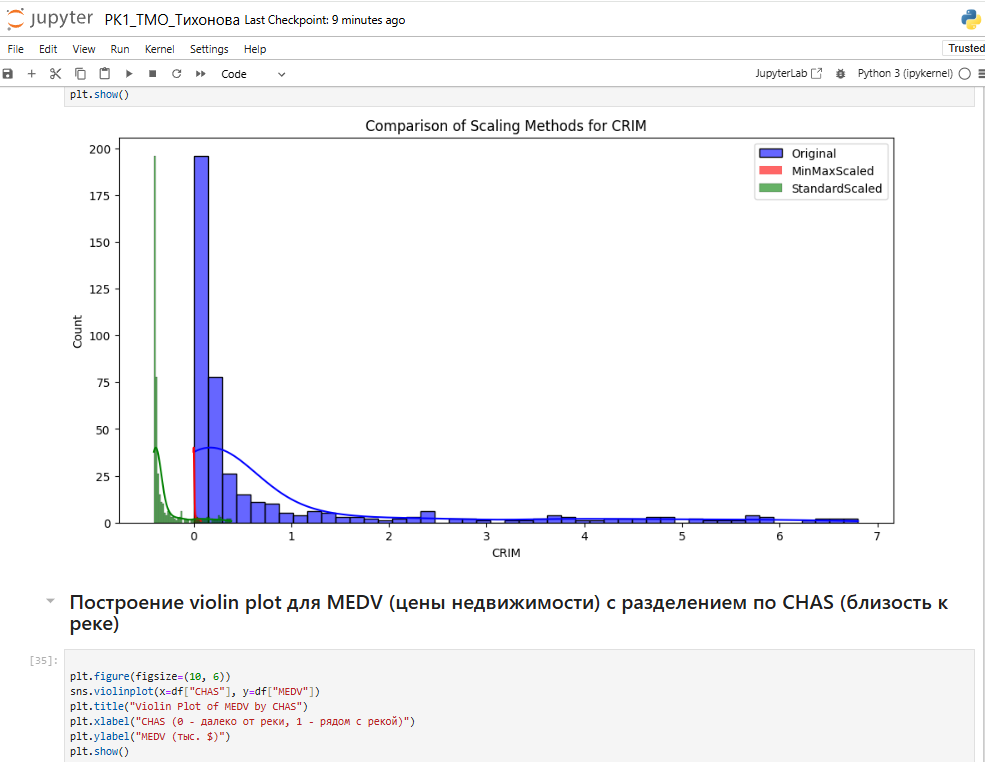 jupyter РК1_ТМО_Тихонова Last Checkpoint: 9 minutes ago
File Edit View Run Kernel Settings Help Trusted
Code JupyterLab Python 3 (ipykernel)
plt.show()
Comparison of Scaling Methods for CRIM
Original
MinMaxScaled
StandardScaled
200
175
150
125
100
75
50
25
0
Count
0 1 2 3 4 5 6 7
CRIM
Построение violin plot для MEDV (цены недвижимости) с разделением по CHAS (близость к
реке)
[35]:
plt.figure(figsize=(10, 6))
sns.violinplot(x=df["CHAS"], y=df["MEDV"])
plt.title("Violin Plot of MEDV by CHAS")
plt.xlabel("CHAS (0 - далеко от реки, 1 - рядом с рекой)")
plt.ylabel("MEDV (тыс. $)")
plt.show()